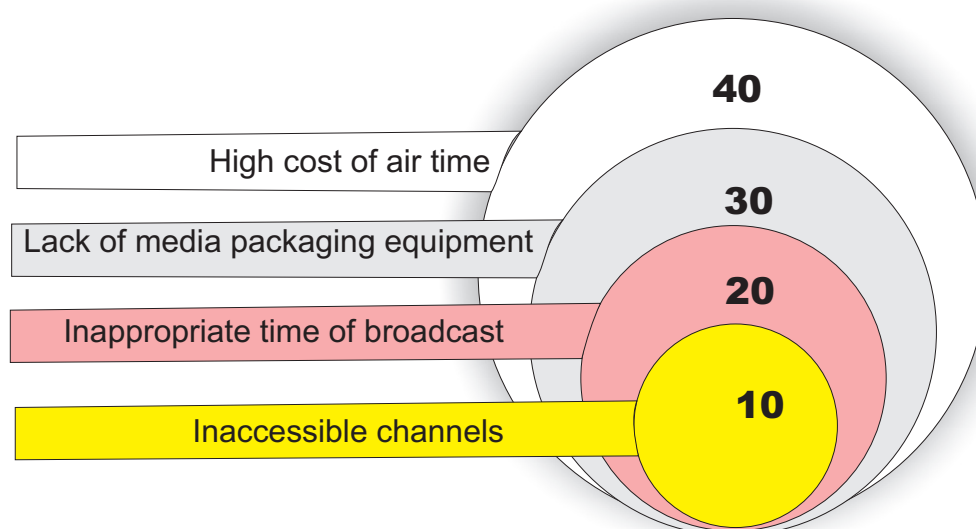 40
High cost of air time
30
Lack of media packaging equipment
20
Inappropriate time of broadcast
10
Inaccessible channels